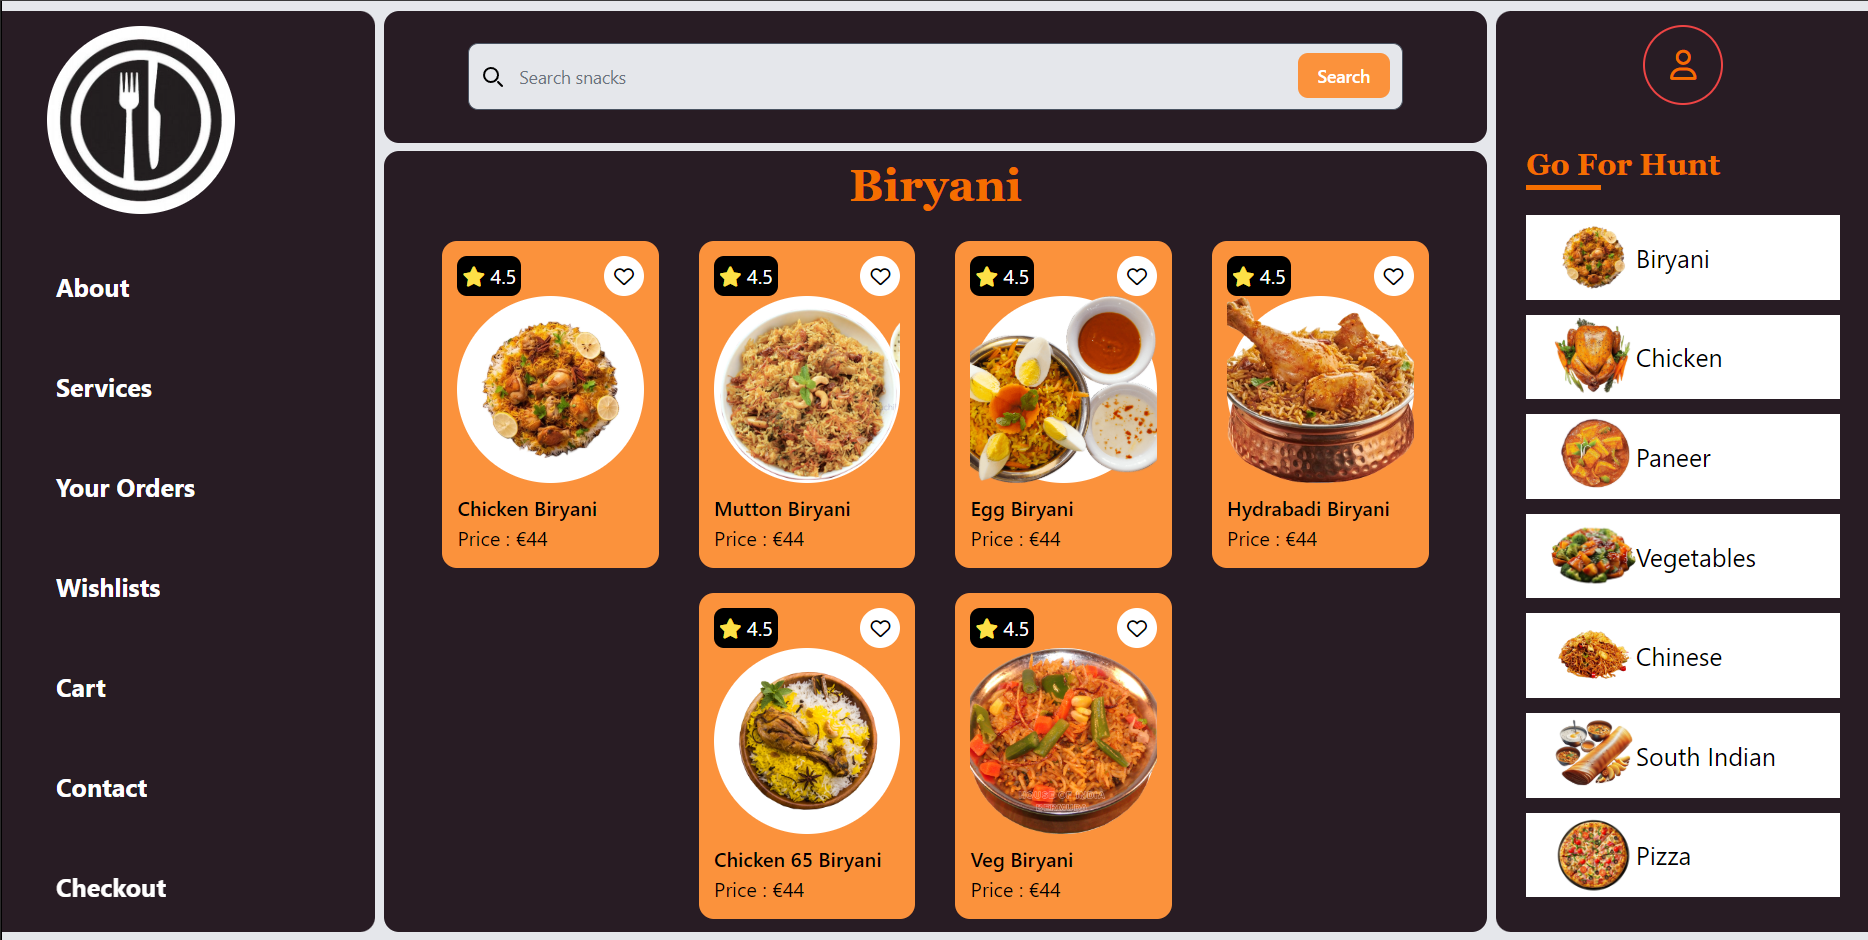 About
Services
Your Orders
Wishlists
Cart
Contact
Checkout
Search snacks
Search
Biryani
4.5
Chicken Biryani
Price : €44
4.5
Mutton Biryani
Price : €44
4.5
Egg Biryani
Price : €44
4.5
Hydrabadi Biryani
Price : €44
4.5
Chicken 65 Biryani
Price : €44
4.5
Veg Biryani
Price : €44
Go For Hunt
Biryani
Chicken
Paneer
Vegetables
Chinese
South Indian
Pizza